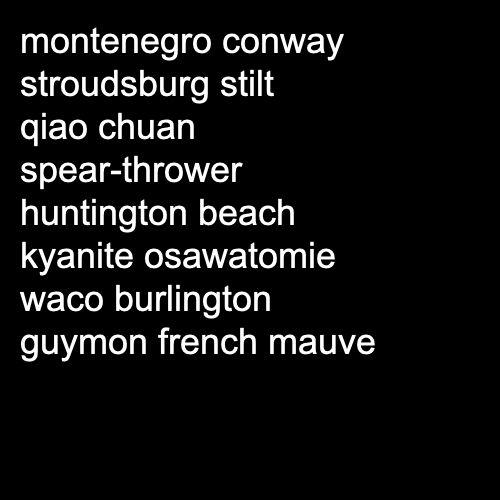 montenegro conway
stroudsburg stilt
qiao chuan
spear-thrower
huntington beach
kyanite osawatomie
waco burlington
guymon french mauve